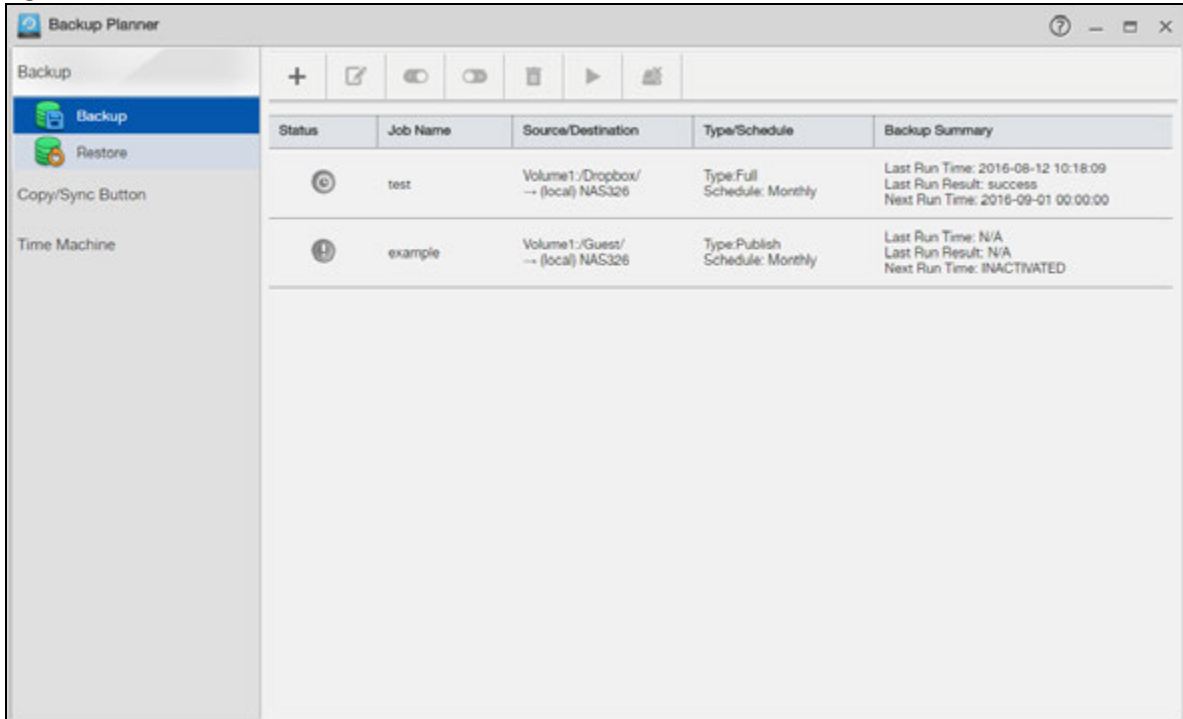 Backup Planner
Backup
Backup
Restore
Copy/Sync Button
Time Machine
Status Job Name Source/Destination Type/Schedule Backup Summary
test Volume1:/Dropbox/ Type:Full Last Run Time: 2016-08-12 10:18:09
→ (local) NAS326 Schedule: Monthly Last Run Result: success
Next Run Time: 2016-09-01 00:00:00
example Volume1:/Guest/ Type:Publish Last Run Time: N/A
→ (local) NAS326 Schedule: Monthly Last Run Result: N/A
Next Run Time: INACTIVATED